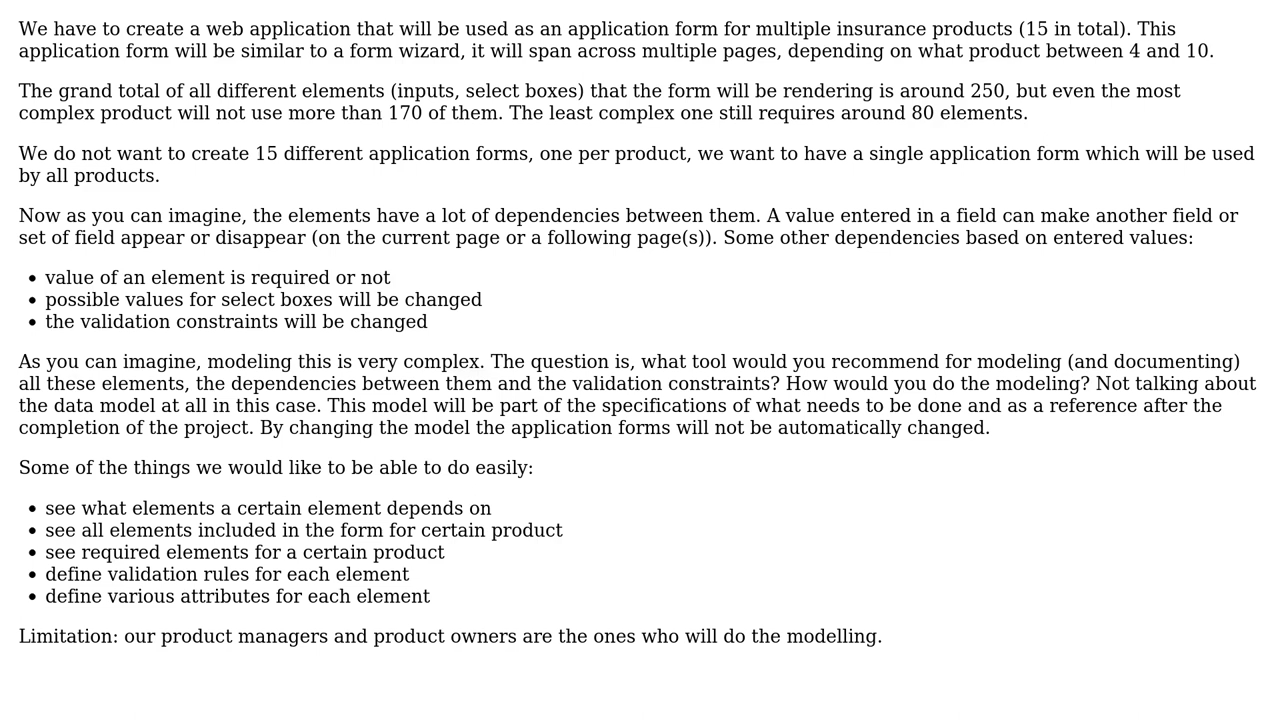 We have to create a web application that will be used as an application form for multiple insurance products (15 in total). This
application form will be similar to a form wizard, it will span across multiple pages, depending on what product between 4 and 10.
The grand total of all different elements (inputs, select boxes) that the form will be rendering is around 250, but even the most
complex product will not use more than 170 of them. The least complex one still requires around 80 elements.
We do not want to create 15 different application forms, one per product, we want to have a single application form which will be used
by all products.
Now as you can imagine, the elements have a lot of dependencies between them. A value entered in a field can make another field or
set of field appear or disappear (on the current page or a following page(s)). Some other dependencies based on entered values:
• value of an element is required or not
• possible values for select boxes will be changed
• the validation constraints will be changed
As you can imagine, modeling this is very complex. The question is, what tool would you recommend for modeling (and documenting)
all these elements, the dependencies between them and the validation constraints? How would you do the modeling? Not talking about
the data model at all in this case. This model will be part of the specifications of what needs to be done and as a reference after the
completion of the project. By changing the model the application forms will not be automatically changed.
Some of the things we would like to be able to do easily:
• see what elements a certain element depends on
• see all elements included in the form for certain product
• see required elements for a certain product
• define validation rules for each element
• define various attributes for each element
Limitation: our product managers and product owners are the ones who will do the modelling.